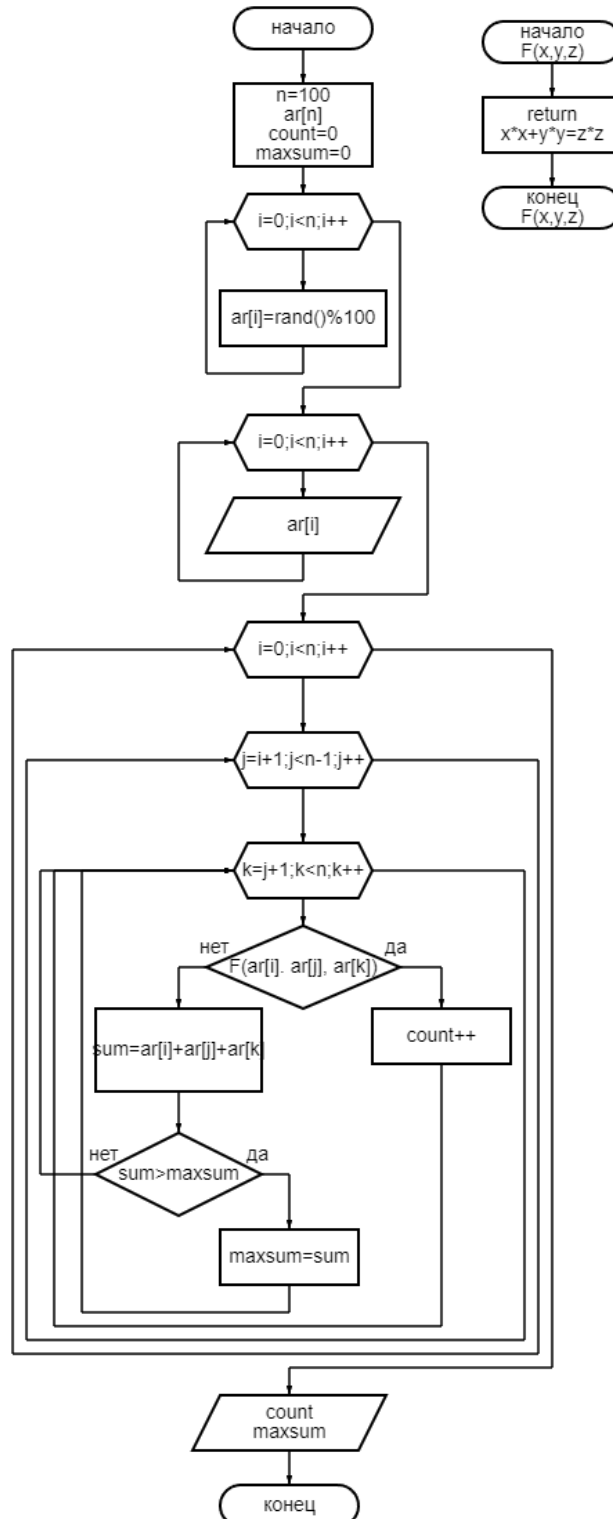 начало
n=100
ar[n]
count=0
maxsum=0
i=0;i<n;i++
ar[i]=rand()%100
i=0;i<n;i++
ar[i]
i=0;i<n;i++
j=i+1;j<n-1;j++
k=j+1;k<n;k++
нет
да
F(ar[i]. ar[j], ar[k])
sum=ar[i]+ar[j]+ar[k]
count++
нет
да
sum>maxsum
maxsum=sum
count
maxsum
конец
начало
F(x,y,z)
return
x*x+y*y=z*z
конец
F(x,y,z)